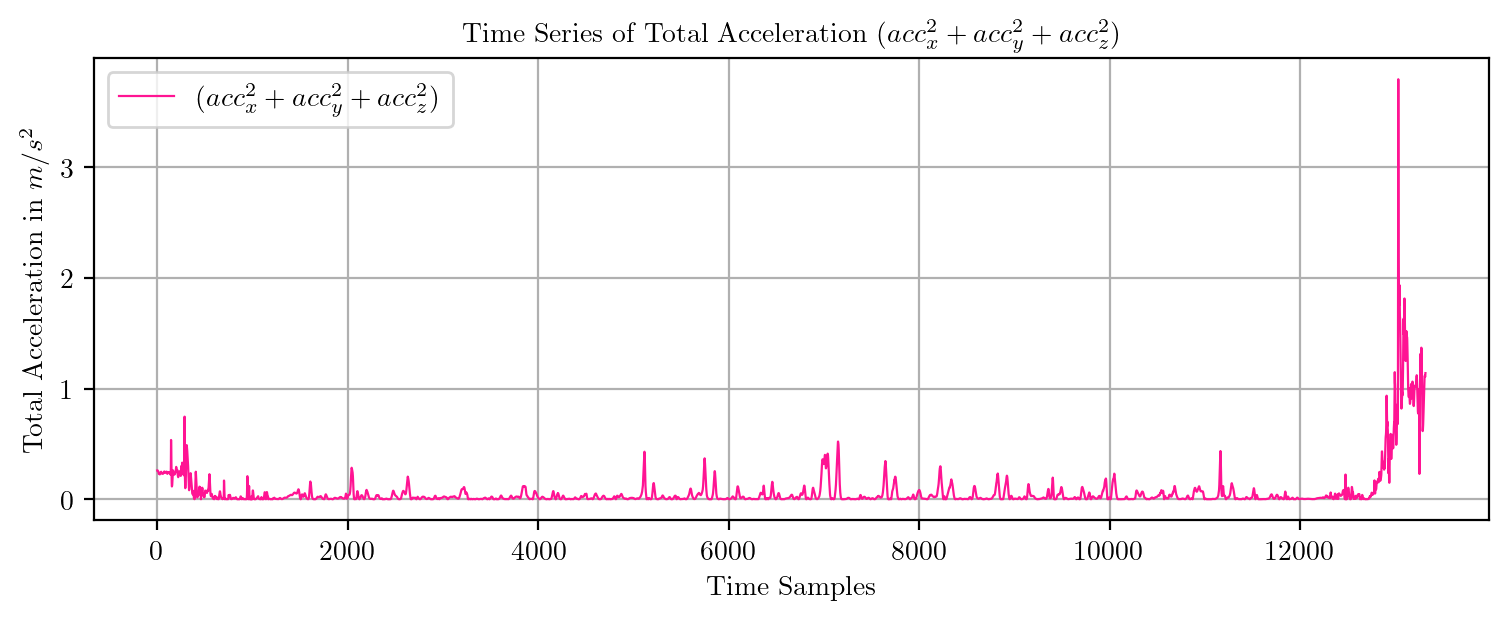 Time Series of Total Acceleration $(acc_x^2 + acc_y^2 + acc_z^2)$
$(acc_x^2 + acc_y^2 + acc_z^2)$
Total Acceleration in $m/s^2$
3
2
1
0
0 2000 4000 6000 8000 10000 12000
Time Samples